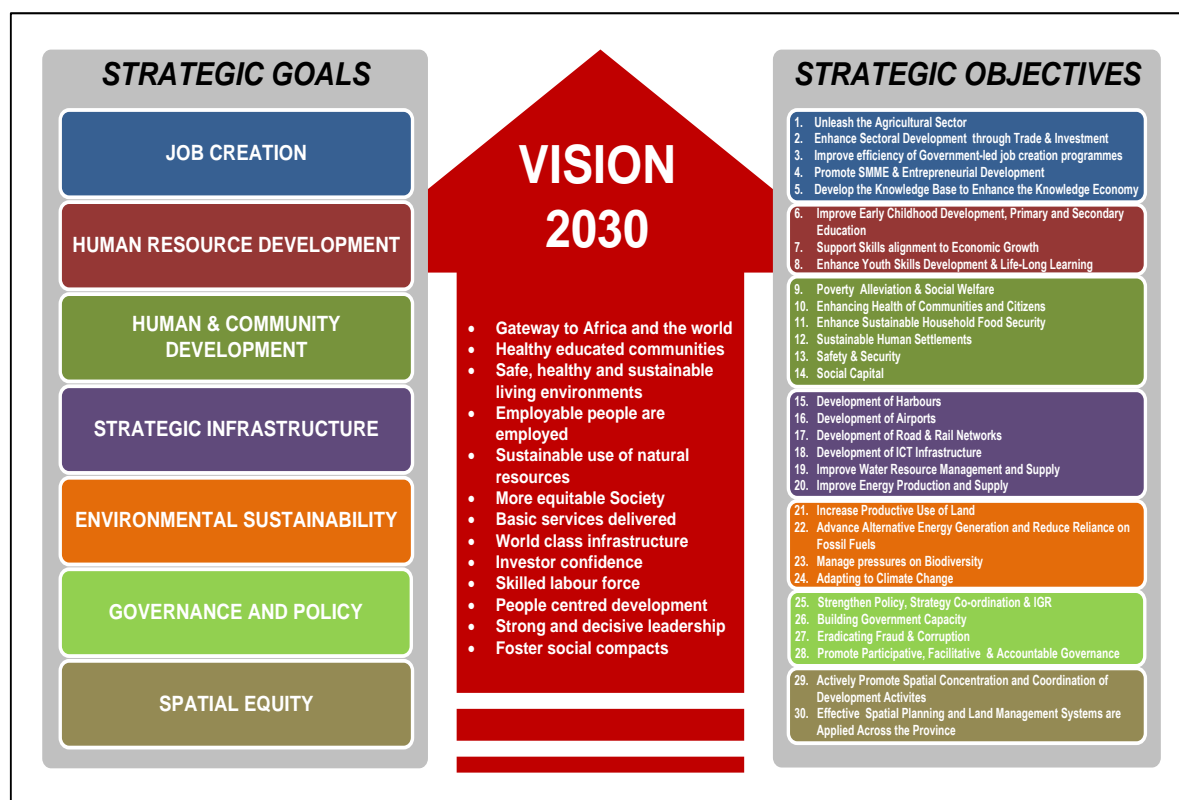 STRATEGIC GOALS
JOB CREATION
HUMAN RESOURCE DEVELOPMENT
HUMAN & COMMUNITY
DEVELOPMENT
STRATEGIC INFRASTRUCTURE
ENVIRONMENTAL SUSTAINABILITY
GOVERNANCE AND POLICY
SPATIAL EQUITY
VISION
2030
• Gateway to Africa and the world
• Healthy educated communities
• Safe, healthy and sustainable
living environments
• Employable people are
employed
• Sustainable use of natural
resources
• More equitable Society
• Basic services delivered
• World class infrastructure
• Investor confidence
• Skilled labour force
• People centred development
• Strong and decisive leadership
• Foster social compacts
STRATEGIC OBJECTIVES
1. Unleash the Agricultural Sector
2. Enhance Sectoral Development through Trade & Investment
3. Improve efficiency of Government-led job creation programmes
4. Promote SMME & Entrepreneurial Development
5. Develop the Knowledge Base to Enhance the Knowledge Economy
6. Improve Early Childhood Development, Primary and Secondary
Education
7. Support Skills alignment to Economic Growth
8. Enhance Youth Skills Development & Life-Long Learning
9. Poverty Alleviation & Social Welfare
10. Enhancing Health of Communities and Citizens
11. Enhance Sustainable Household Food Security
12. Sustainable Human Settlements
13. Safety & Security
14. Social Capital
15. Development of Harbours
16. Development of Airports
17. Development of Road & Rail Networks
18. Development of ICT Infrastructure
19. Improve Water Resource Management and Supply
20. Improve Energy Production and Supply
21. Increase Productive Use of Land
22. Advance Alternative Energy Generation and Reduce Reliance on
Fossil Fuels
23. Manage pressures on Biodiversity
24. Adapting to Climate Change
25. Strengthen Policy, Strategy Co-ordination & IGR
26. Building Government Capacity
27. Eradicating Fraud & Corruption
28. Promote Participative, Facilitative & Accountable Governance
29. Actively Promote Spatial Concentration and Coordination of
Development Activites
30. Effective Spatial Planning and Land Management Systems are
Applied Across the Province